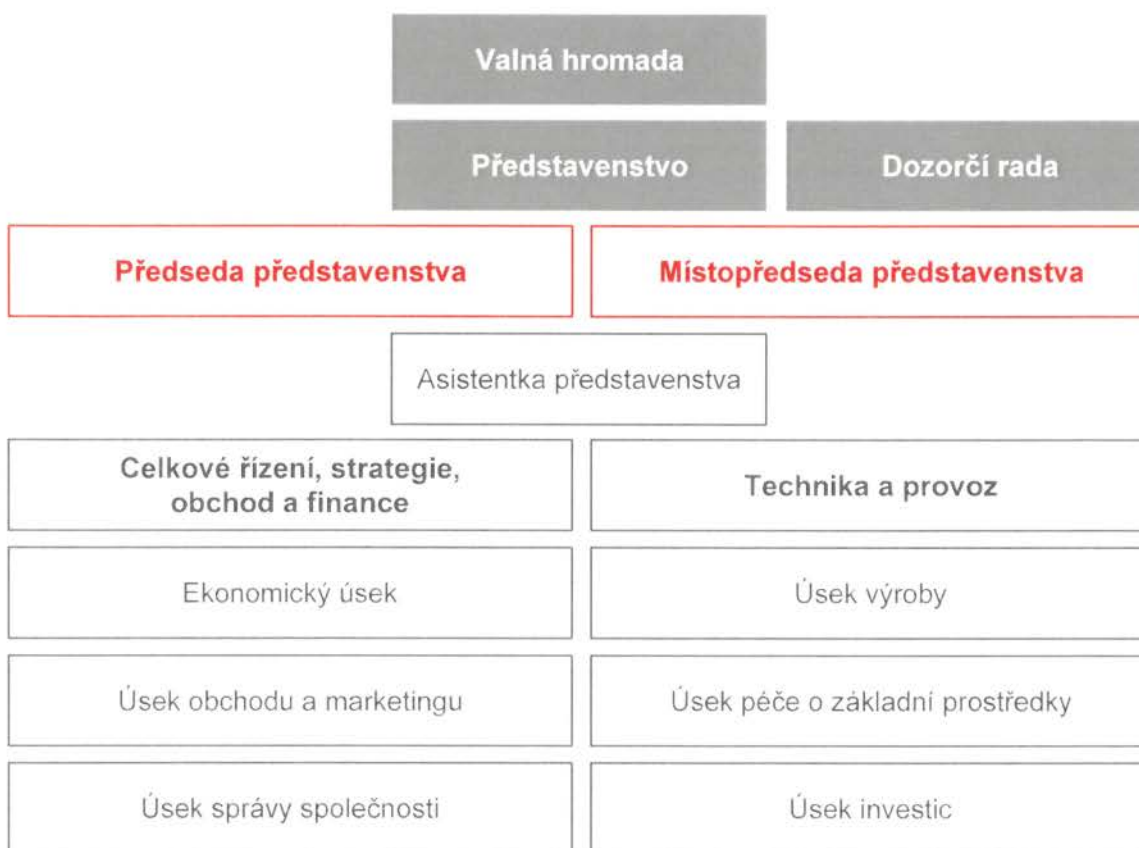 Valná hromada
Představenstvo
Dozorčí rada
Předseda představenstva
Místopředseda představenstva
Asistentka představenstva
Celkové řízení, strategie,
obchod a finance
Technika a provoz
Ekonomický úsek
Úsek výroby
Úsek obchodu a marketingu
Úsek péče o základní prostředky
Úsek správy společnosti
Úsek investic